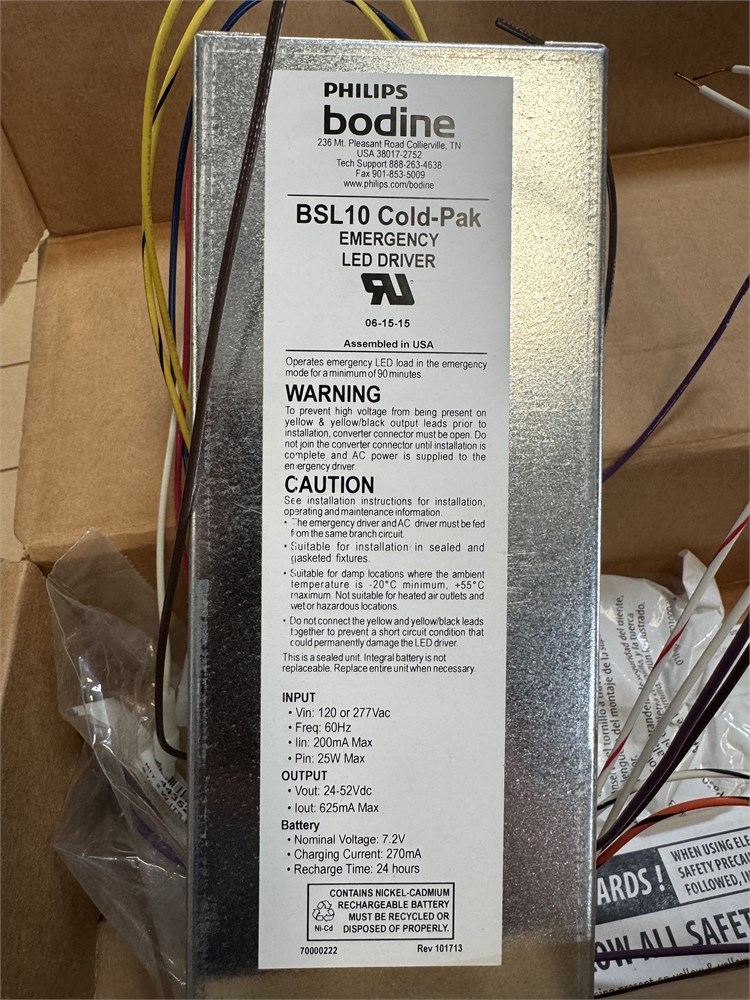 PHILIPS
bodine
236 Mt. Pleasant Road Collierville, TN
USA 38017-2752
Tech Support 888-263-4638
Fax 901-853-5009
www.philips.com/bodine
BSL10 Cold-Pak
EMERGENCY
LED DRIVER
06-15-15
Assembled in USA
Operates emergency LED load in the emergency
mode for a minimum of 90 minutes.
WARNING
To prevent high voltage from being present on
yellow & yellow/black output leads prior to
installation, converter connector must be open. Do
not join the converter connector until installation is
complete and AC power is supplied to the
emergency driver.
CAUTION
See installation instructions for installation,
operating and maintenance information.
• The emergency driver and AC driver must be fed
from the same branch circuit.
• Suitable for installation in sealed and
gasketed fixtures.
• Suitable for damp locations where the ambient
temperature is -20°C minimum, +55°C
maximum. Not suitable for heated air outlets and
wet or hazardous locations.
• Do not connect the yellow and yellow/black leads
together to prevent a short circuit condition that
could permanently damage the LED driver.
This is a sealed unit. Integral battery is not
replaceable. Replace entire unit when necessary.
INPUT
• Vin: 120 or 277Vac
• Freq: 60Hz
• Iin: 200mA Max
• Pin: 25W Max
OUTPUT
• Vout: 24-52Vdc
• Iout: 625mA Max
Battery
• Nominal Voltage: 7.2V
• Charging Current: 270mA
• Recharge Time: 24 hours
CONTAINS NICKEL-CADMIUM
RECHARGEABLE BATTERY
MUST BE RECYCLED OR
DISPOSED OF PROPERLY.
Ni-Cd
70000222 Rev 101713
ARDS!
WHEN USING ELE
SAFETY PRECA
FOLLOWED, IN
OW ALL SAFET